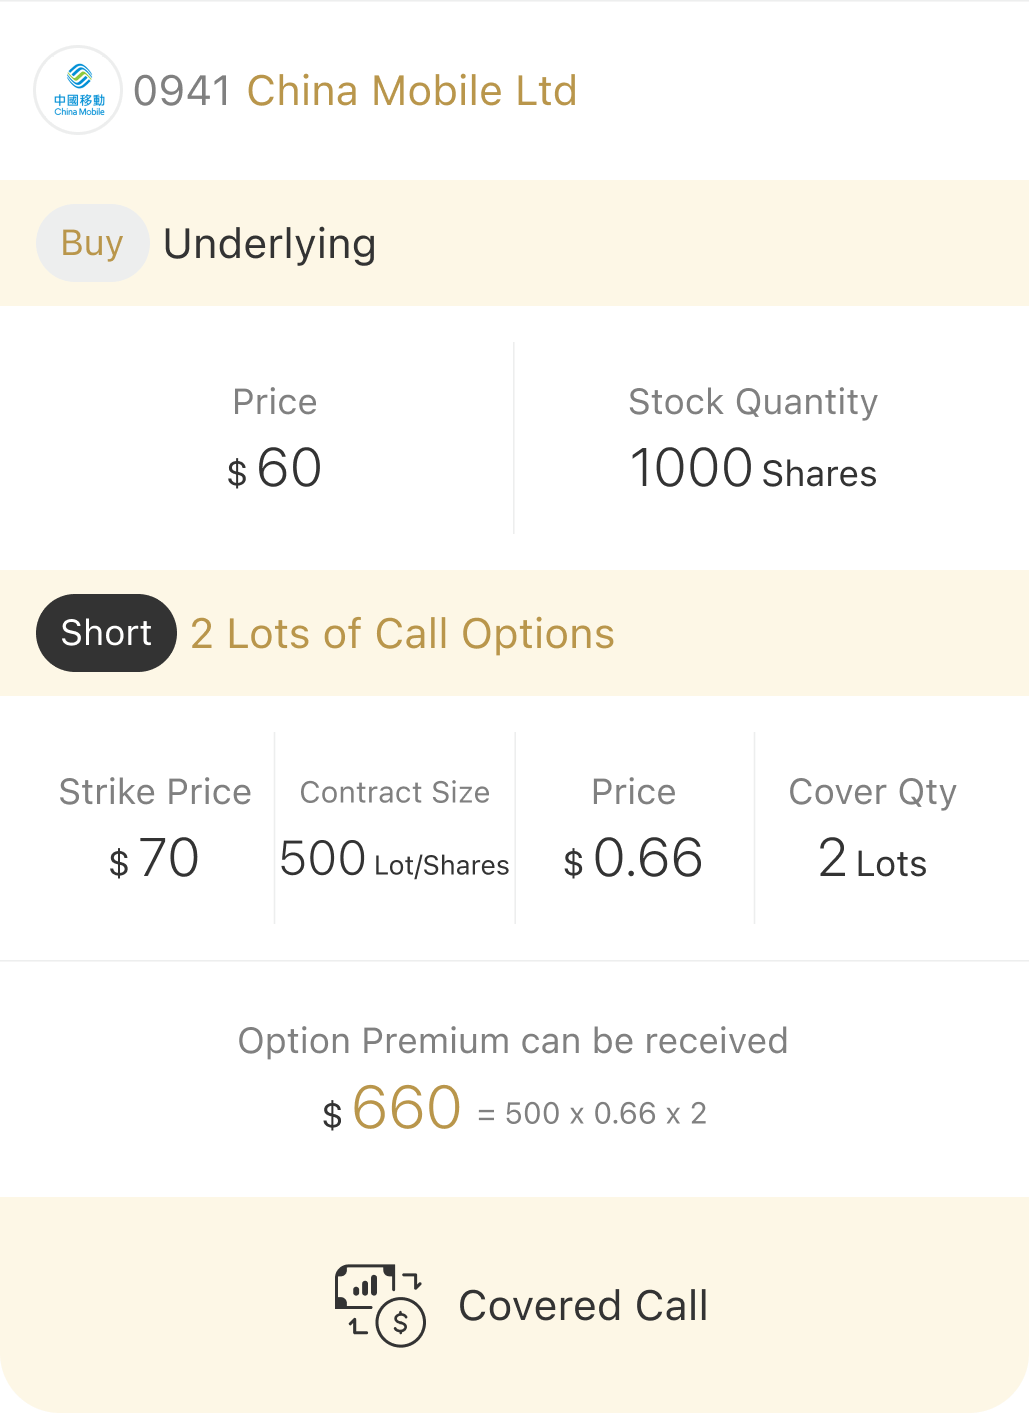 中國移動
China Mobile
0941 China Mobile Ltd
Buy Underlying
Price
Stock Quantity
$ 60
1000 Shares
Short 2 Lots of Call Options
Strike Price
Contract Size
Price
Cover Qty
$ 70
500 Lot/Shares
$ 0.66
2 Lots
Option Premium can be received
$ 660 = 500 x 0.66 x 2
$ Covered Call